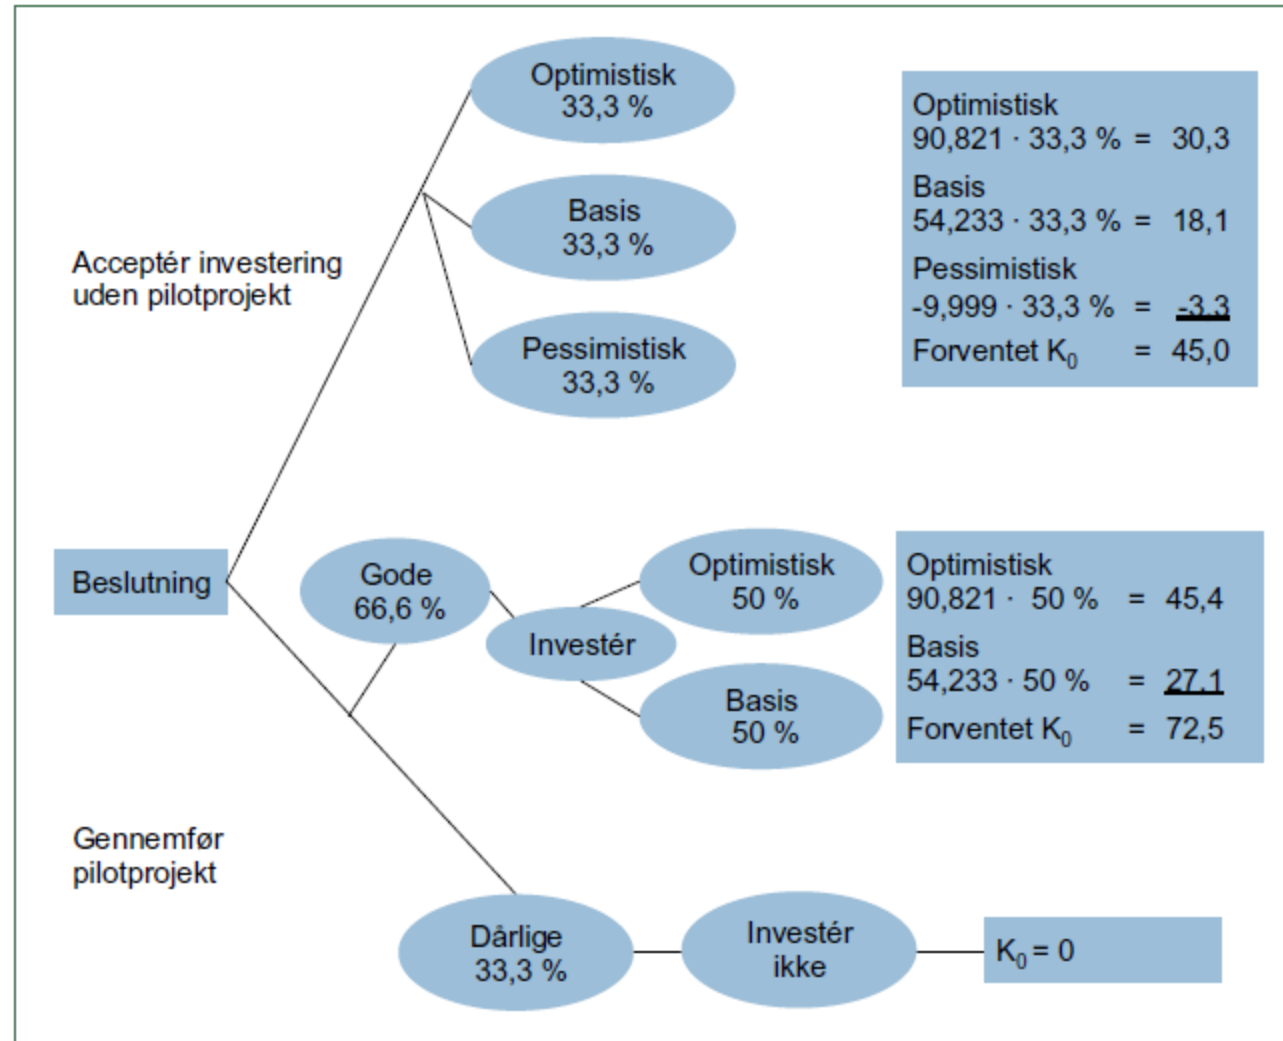 Optimistisk
33,3 %
Basis
33,3 %
Pessimistisk
33,3 %
Optimistisk
90,821 · 33,3 % = 30,3
Basis
54,233 · 33,3 % = 18,1
Pessimistisk
-9,999 · 33,3 % = -3,3
Forventet K₀ = 45,0
Acceptér investering
uden pilotprojekt
Beslutning
Gode
66,6 %
Investér
Optimistisk
50 %
Basis
50 %
Optimistisk
90,821 · 50 % = 45,4
Basis
54,233 · 50 % = 27,1
Forventet K₀ = 72,5
Gennemfør
pilotprojekt
Dårlige
33,3 %
Investér
ikke
K₀ = 0